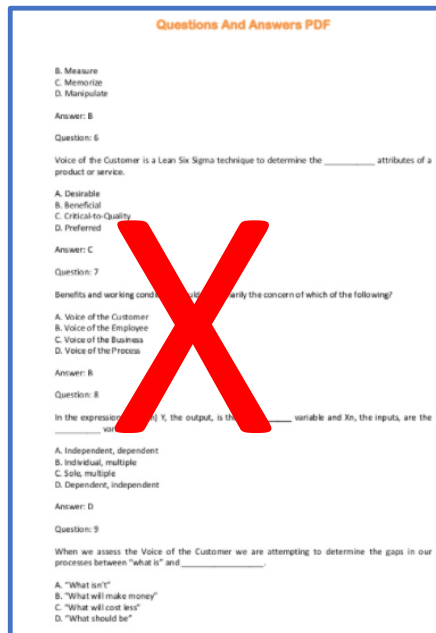 Questions And Answers PDF
B. Measure
C. Memorize
D. Manipulate
Answer: B
Question: 6
Voice of the Customer is a Lean Six Sigma technique to determine the __________ attributes of a
product or service.
A. Desirable
B. Beneficial
C. Critical-to-Quality
D. Preferred
Answer: C
Question: 7
Benefits and working the concern of which of the following?
A. Voice of the Customer
B. Voice of the Employee
C. Voice of the Business
D. Voice of the Process
Answer: B
Question: 8
In the expression Y, the output, is __________ variable and Xn, the inputs, are the
__________
A. Independent, dependent
B. Individual, multiple
C. Sole, multiple
D. Dependent, independent
Answer: D
Question: 9
When we assess the Voice of the Customer we are attempting to determine the gaps in our
processes between "what is" and __________________.
A. "What isn't"
B. "What will make money"
C. "What will cost less"
D. "What should be"